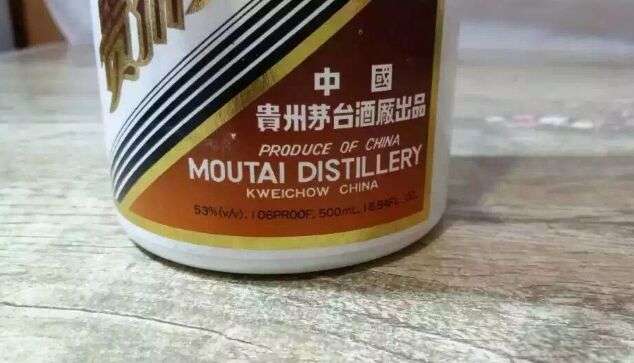 中國
貴州茅台酒厰出品
PRODUCE OF CHINA
MOUTAI DISTILLERY
KWEICHOW CHINA
53%(v/v). 106PROOF. 500mL. 16.94FL. OZ.